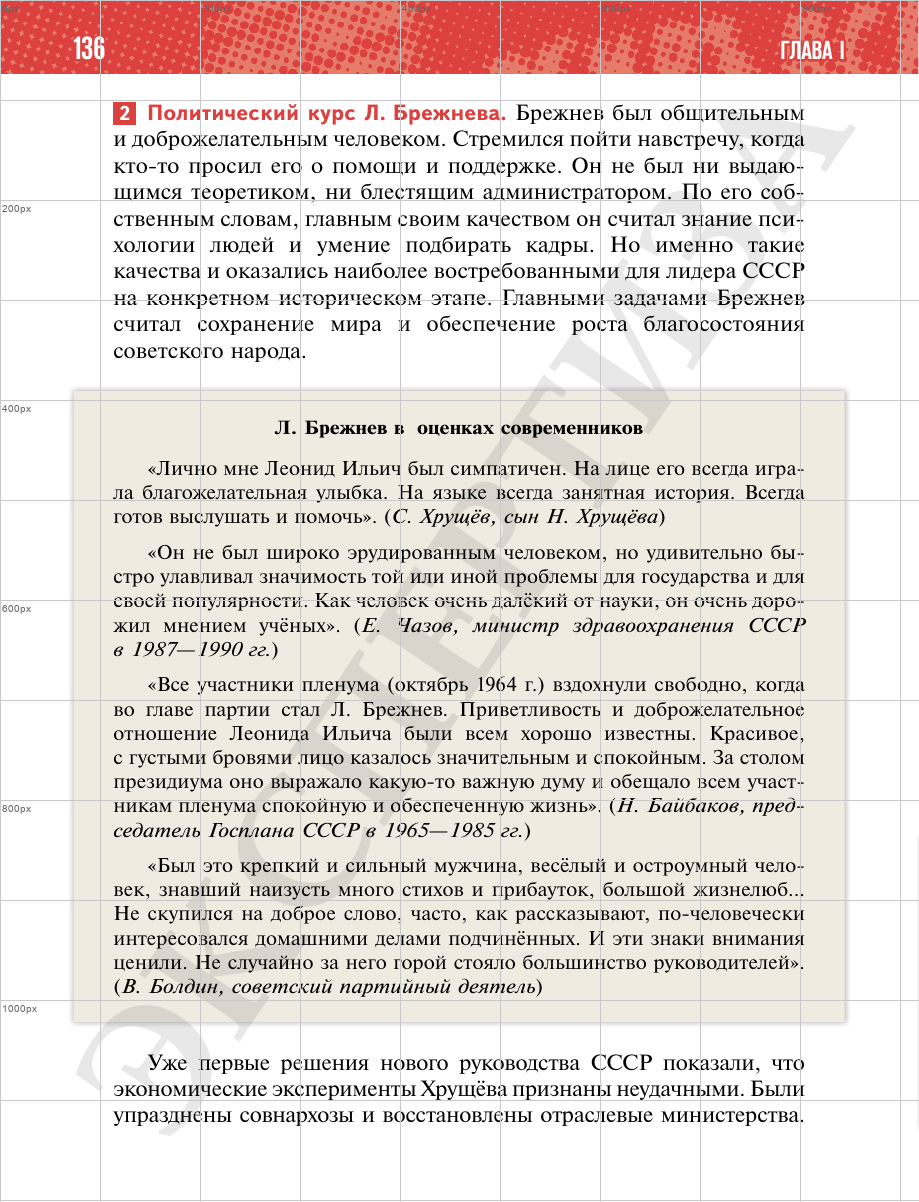 136
ГЛАВА I
2 Политический курс Л. Брежнева. Брежнев был общительным
и доброжелательным человеком. Стремился пойти навстречу, когда
кто-то просил его о помощи и поддержке. Он не был ни выдаю-
щимся теоретиком, ни блестящим администратором. По его соб-
ственным словам, главным своим качеством он считал знание пси-
хологии людей и умение подбирать кадры. Но именно такие
качества и оказались наиболее востребованными для лидера СССР
на конкретном историческом этапе. Главными задачами Брежнев
считал сохранение мира и обеспечение роста благосостояния
советского народа.
Л. Брежнев в оценках современников
«Лично мне Леонид Ильич был симпатичен. На лице его всегда игра-
ла благожелательная улыбка. На языке всегда занятная история. Всегда
готов выслушать и помочь». (С. Хрущёв, сын Н. Хрущёва)
«Он не был широко эрудированным человеком, но удивительно бы-
стро улавливал значимость той или иной проблемы для государства и для
своей популярности. Как человек очень далёкий от науки, он очень доро-
жил мнением учёных». (Е. Чазов, министр здравоохранения СССР
в 1987—1990 гг.)
«Все участники пленума (октябрь 1964 г.) вздохнули свободно, когда
во главе партии стал Л. Брежнев. Приветливость и доброжелательное
отношение Леонида Ильича были всем хорошо известны. Красивое,
с густыми бровями лицо казалось значительным и спокойным. За столом
президиума оно выражало какую-то важную думу и обещало всем участ-
никам пленума спокойную и обеспеченную жизнь». (Н. Байбаков, пред-
седатель Госплана СССР в 1965—1985 гг.)
«Был это крепкий и сильный мужчина, весёлый и остроумный чело-
век, знавший наизусть много стихов и прибауток, большой жизнелюб...
Не скупился на доброе слово, часто, как рассказывают, по-человечески
интересовался домашними делами подчинённых. И эти знаки внимания
ценили. Не случайно за него горой стояло большинство руководителей».
(В. Болдин, советский партийный деятель)
Уже первые решения нового руководства СССР показали, что
экономические эксперименты Хрущёва признаны неудачными. Были
упразднены совнархозы и восстановлены отраслевые министерства.
ЭКСПЕРТИЗА
200px
400px
600px
800px
1000px